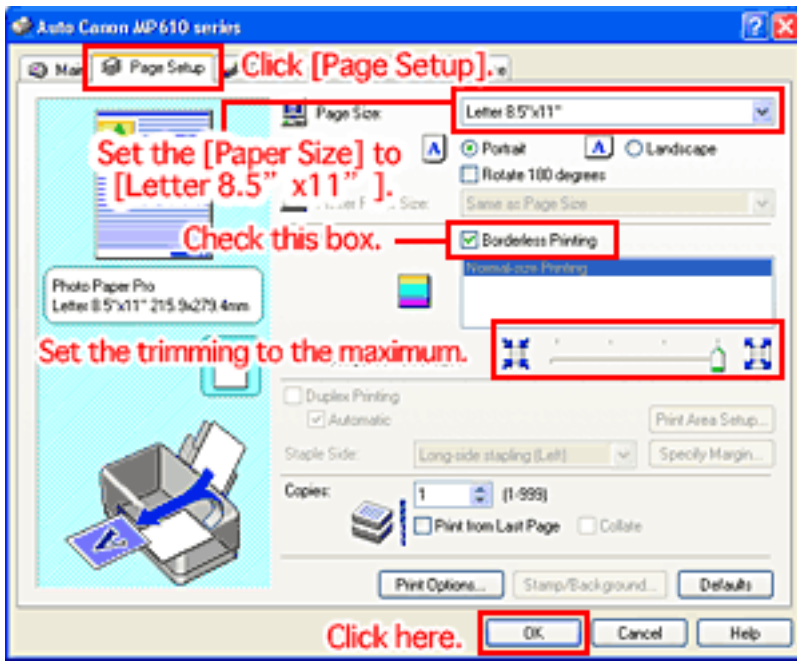 Auto Canon MP610 series
Main Page Setup
Click [Page Setup].
Page Size: Letter 8.5"x11"
Set the [Paper Size] to
[Letter 8.5” x11” ].
A Portrait A Landscape
Rotate 180 degrees
Size: Same as Page Size
Check this box.
Borderless Printing
Normal-size Printing
Photo Paper Pro
Letter 8.5"x11" 215.9x279.4mm
Set the trimming to the maximum.
Duplex Printing
Automatic
Print Area Setup...
Staple Side: Long-side stapling (Left) Specify Margin...
Copies: 1 (1-999)
Print from Last Page Collate
Print Options... Stamp/Background... Defaults
Click here.
OK Cancel Help